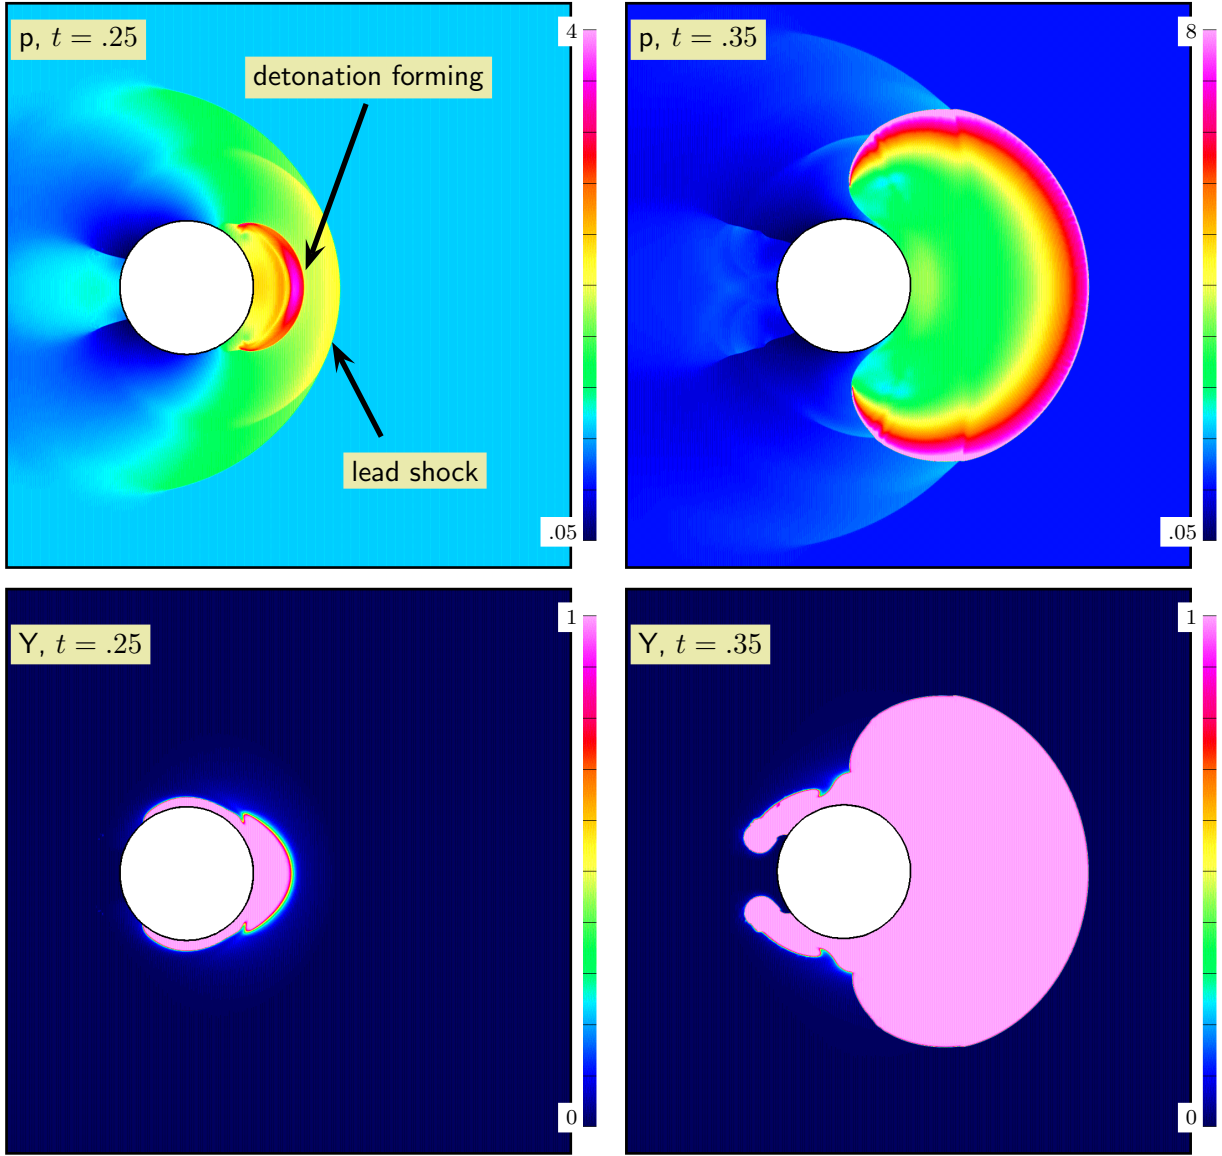 p, t = .25
4
detonation forming
lead shock
.05
p, t = .35
8
.05
Y, t = .25
1
0
Y, t = .35
1
0